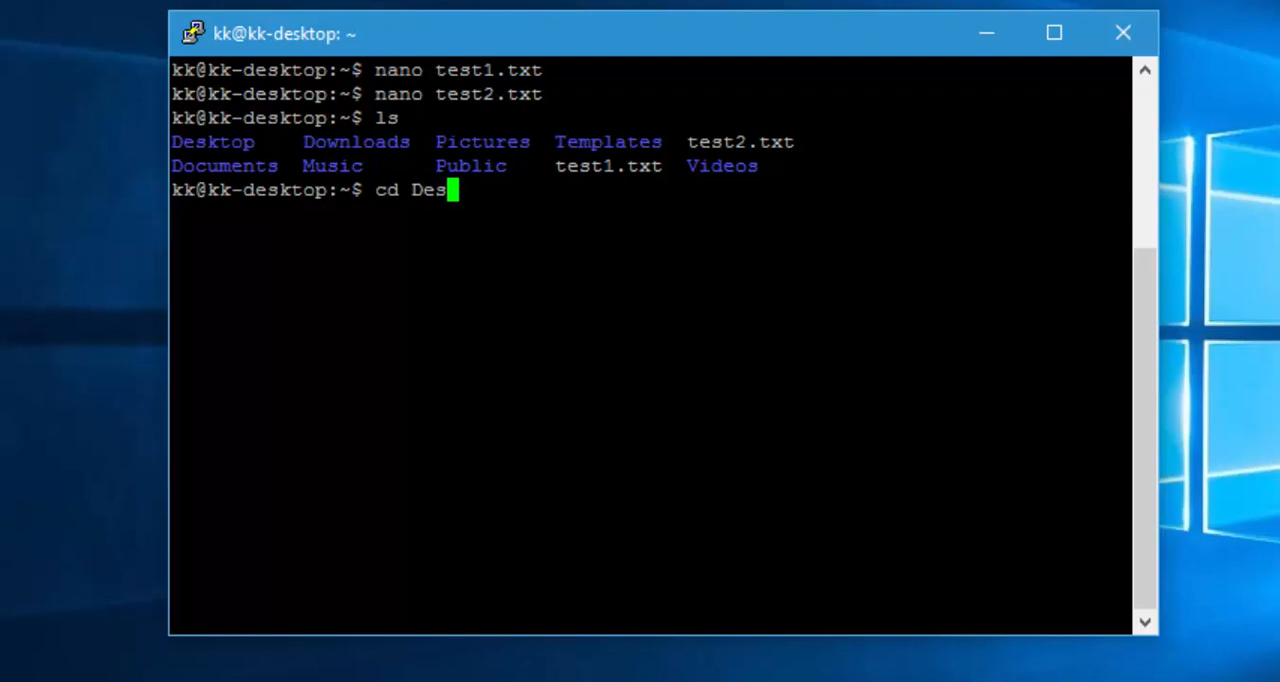 kk@kk-desktop: ~
kk@kk-desktop:~$ nano test1.txt
kk@kk-desktop:~$ nano test2.txt
kk@kk-desktop:~$ ls
Desktop    Downloads  Pictures  Templates  test2.txt
Documents  Music      Public    test1.txt  Videos
kk@kk-desktop:~$ cd Des